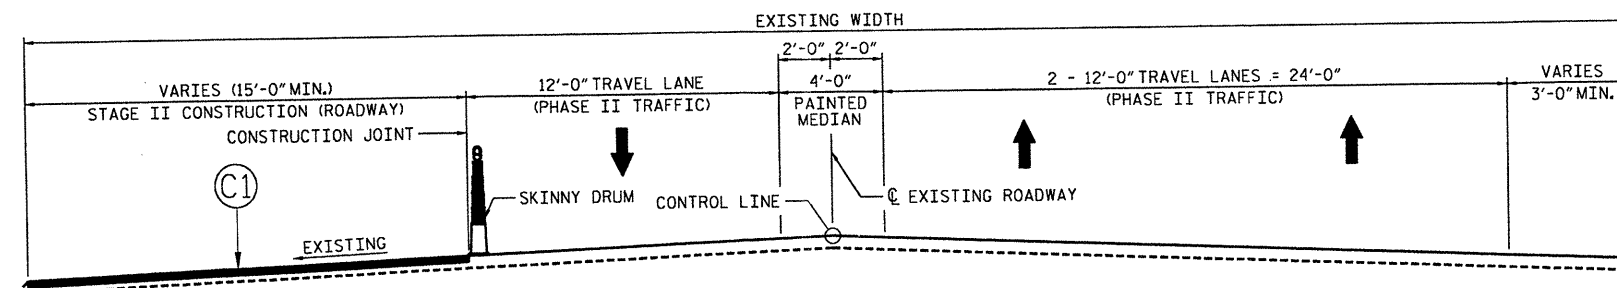 EXISTING WIDTH
2'-0" 2'-0"
VARIES (15'-0" MIN.)
STAGE II CONSTRUCTION (ROADWAY)
CONSTRUCTION JOINT
12'-0" TRAVEL LANE
(PHASE II TRAFFIC)
4'-0"
PAINTED
MEDIAN
2 - 12'-0" TRAVEL LANES = 24'-0"
(PHASE II TRAFFIC)
VARIES
3'-0" MIN.
C1
SKINNY DRUM
CONTROL LINE
℄ EXISTING ROADWAY
EXISTING